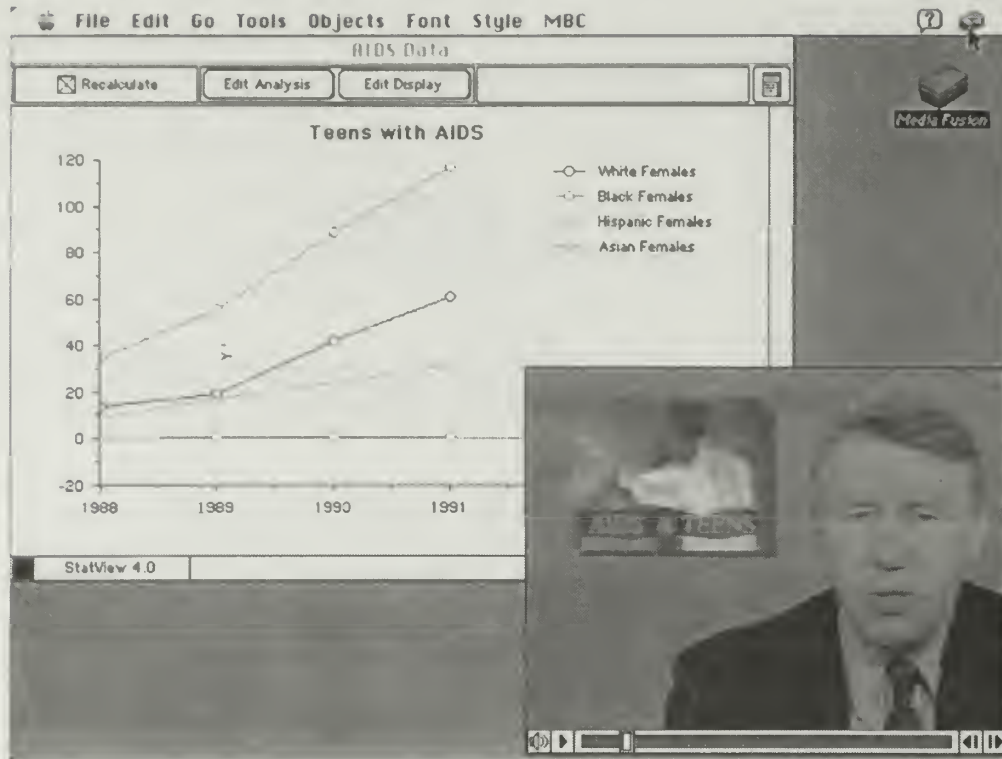 File Edit Go Tools Objects Font Style MBC
AIDS Data
Recalculate Edit Analysis Edit Display
Media Fusion
Teens with AIDS
120
100
80
60
40
20
0
-20
1988 1989 1990 1991
White Females
Black Females
Hispanic Females
Asian Females
AIDS & TEENS
StatView 4.0